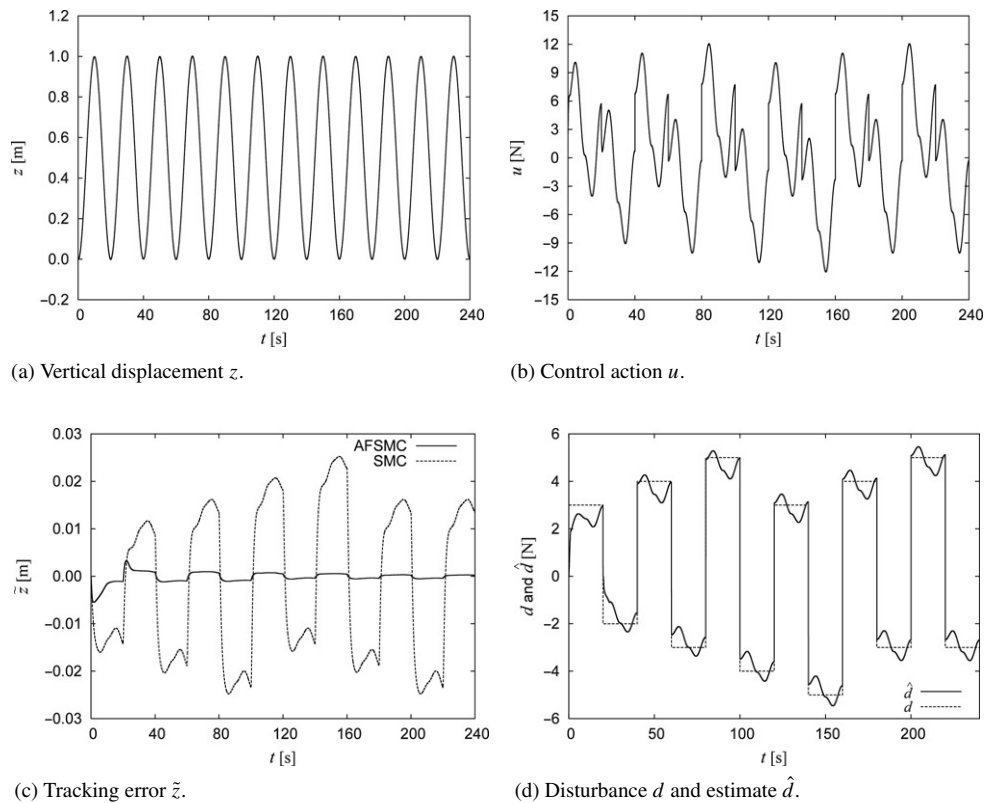 1.2
1.0
0.8
0.6
0.4
0.2
0.0
−0.2
z [m]
0 40 80 120 160 200 240
t [s]
(a) Vertical displacement z.
15
12
9
6
3
0
−3
−6
−9
−12
−15
u [N]
0 40 80 120 160 200 240
t [s]
(b) Control action u.
0.03
0.02
0.01
0.00
−0.01
−0.02
−0.03
z̃ [m]
AFSMC
SMC
0 40 80 120 160 200 240
t [s]
(c) Tracking error z̃.
6
4
2
0
−2
−4
−6
d and d̂ [N]
d̂
d
0 50 100 150 200
t [s]
(d) Disturbance d and estimate d̂.